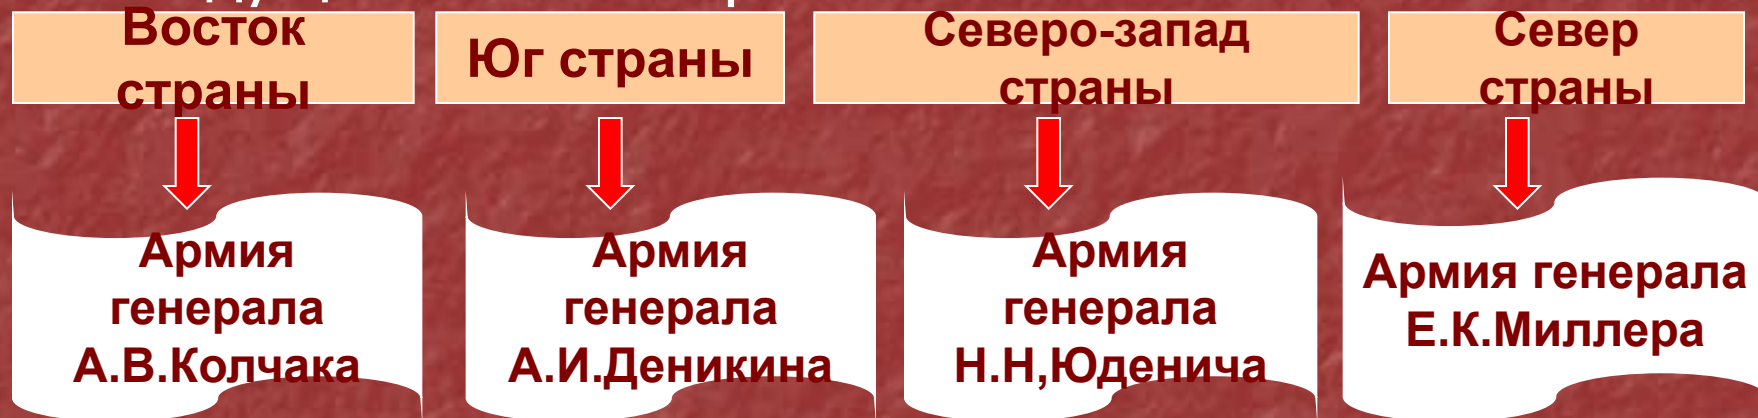 Восток
страны
Юг страны
Северо-запад
страны
Север
страны
Армия
генерала
А.В.Колчака
Армия
генерала
А.И.Деникина
Армия
генерала
Н.Н,Юденича
Армия генерала
Е.К.Миллера